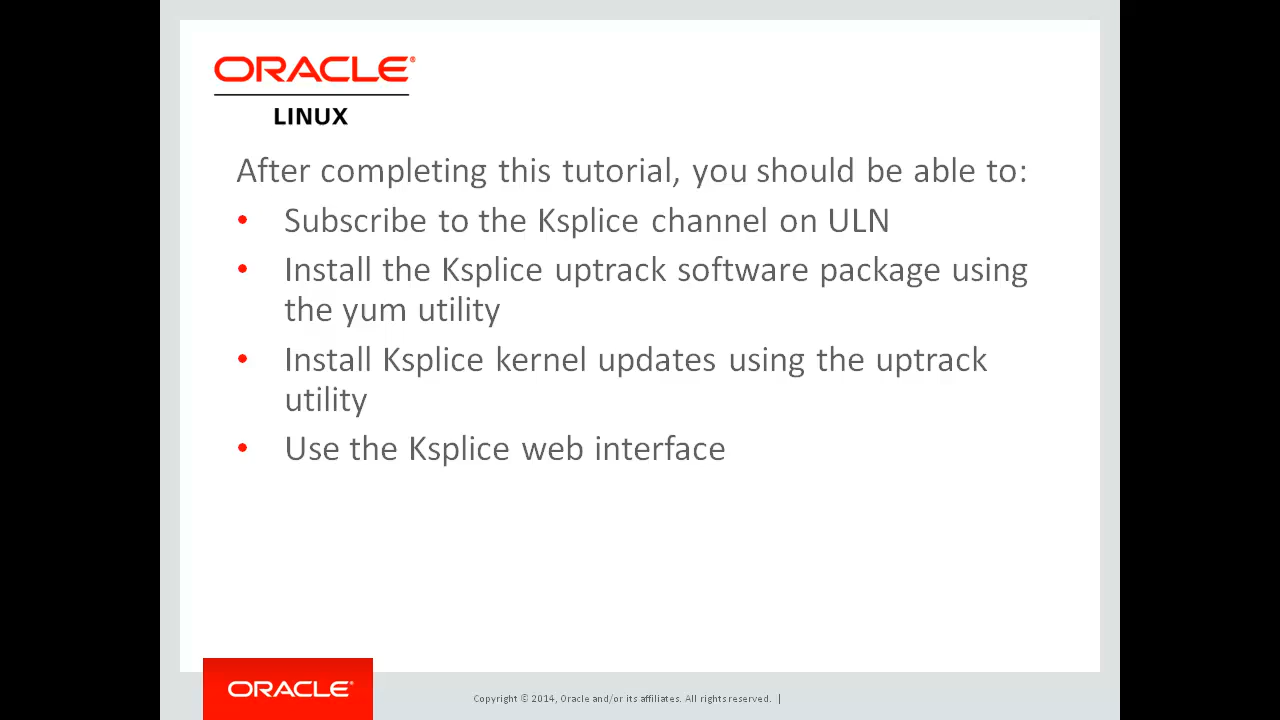 ORACLE®
LINUX
After completing this tutorial, you should be able to:
• Subscribe to the Ksplice channel on ULN
• Install the Ksplice uptrack software package using
the yum utility
• Install Ksplice kernel updates using the uptrack
utility
• Use the Ksplice web interface
ORACLE®
Copyright © 2014, Oracle and/or its affiliates. All rights reserved. |